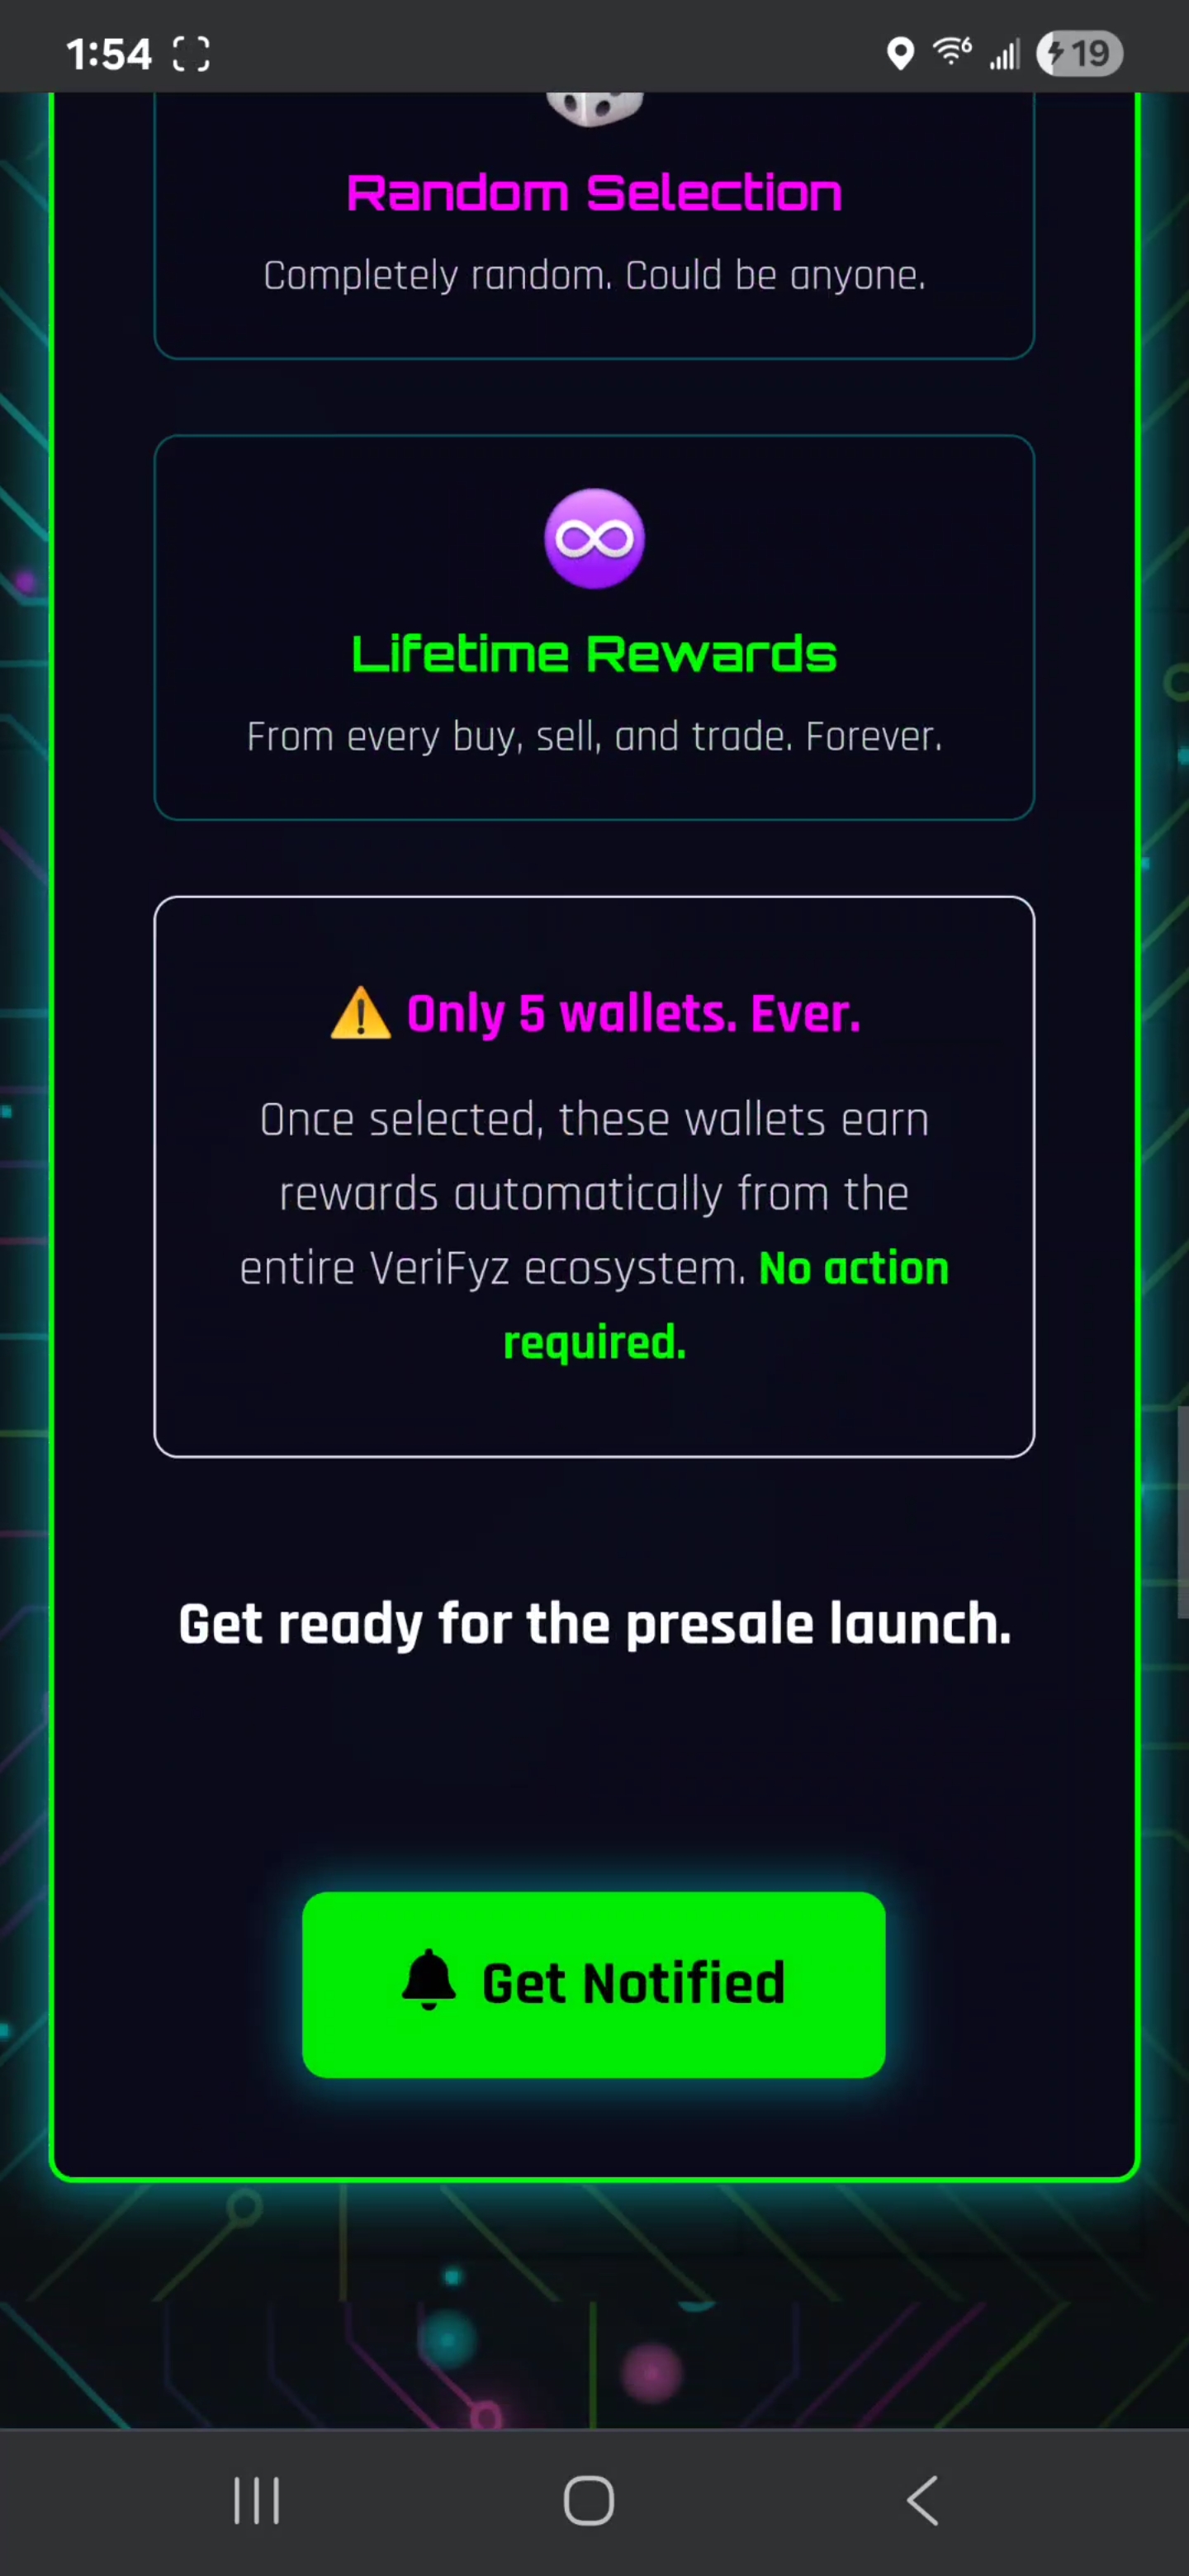 1:54
6
19
Random Selection
Completely random. Could be anyone.
Lifetime Rewards
From every buy, sell, and trade. Forever.
⚠️ Only 5 wallets. Ever.
Once selected, these wallets earn
rewards automatically from the
entire VeriFyz ecosystem. No action
required.
Get ready for the presale launch.
Get Notified